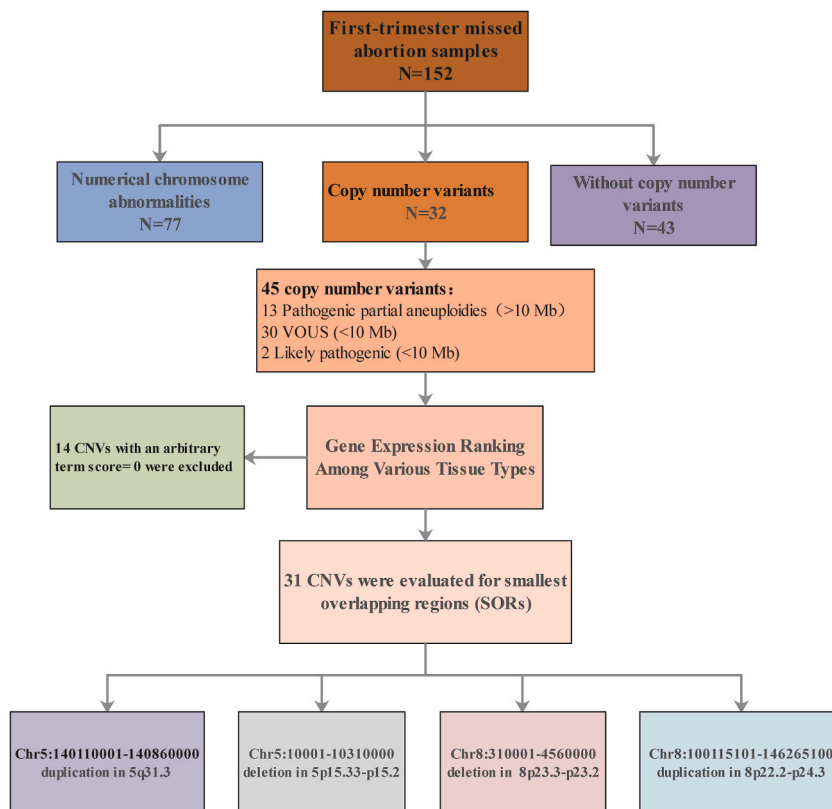 First-trimester missed
abortion samples
N=152
Numerical chromosome
abnormalities
N=77
Copy number variants
N=32
Without copy number
variants
N=43
45 copy number variants：
13 Pathogenic partial aneuploidies（>10 Mb）
30 VOUS (<10 Mb)
2 Likely pathogenic (<10 Mb)
14 CNVs with an arbitrary
term score= 0 were excluded
Gene Expression Ranking
Among Various Tissue Types
31 CNVs were evaluated for smallest
overlapping regions (SORs)
Chr5:140110001-140860000
duplication in 5q31.3
Chr5:10001-10310000
deletion in 5p15.33-p15.2
Chr8:310001-4560000
deletion in 8p23.3-p23.2
Chr8:100115101-146265100
duplication in 8p22.2-p24.3